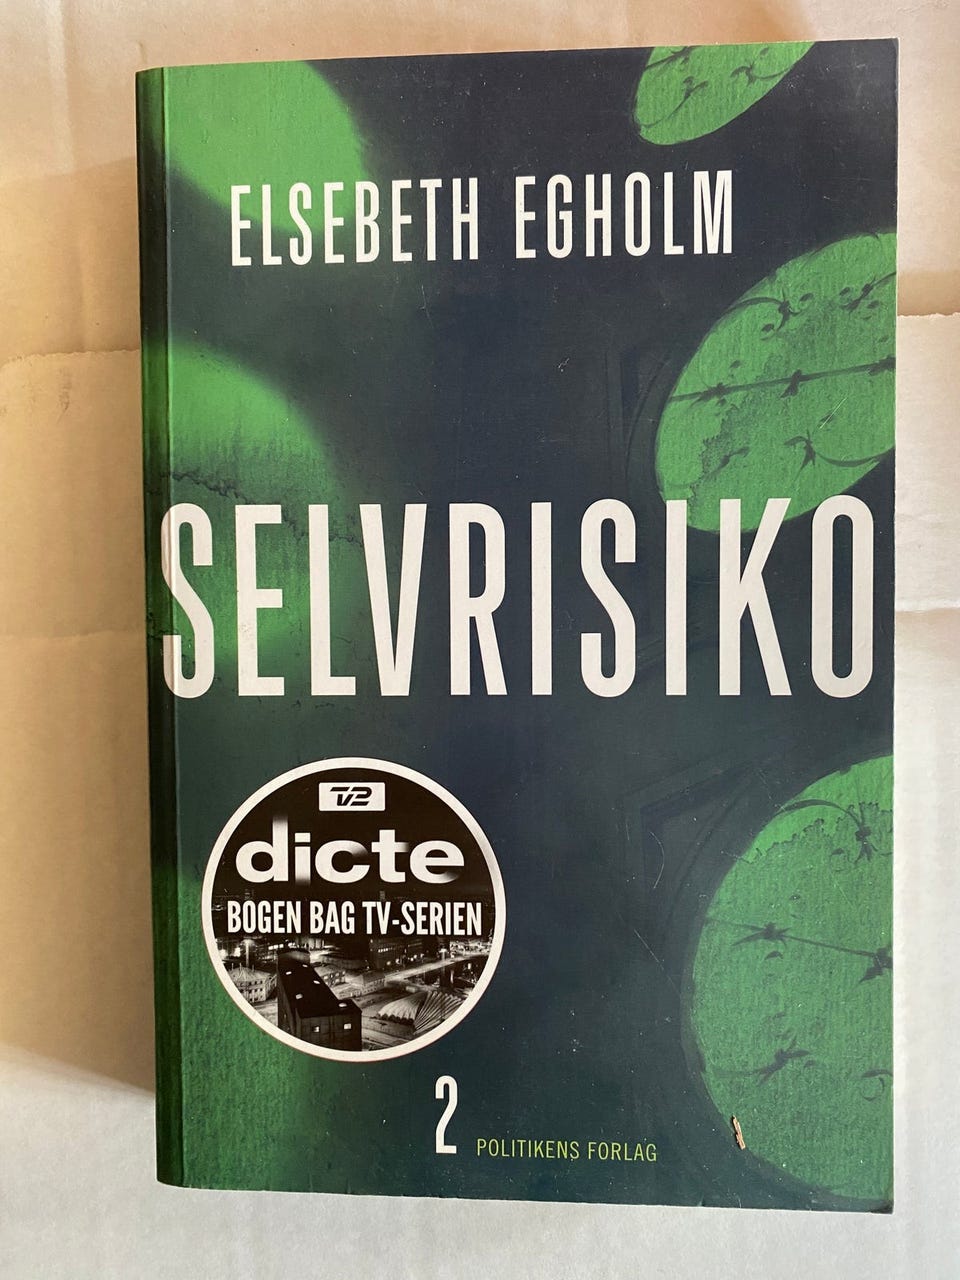 ELSEBETH EGHOLM
SELVRISIKO
TV2
dicte
BOGEN BAG TV-SERIEN
2
POLITIKENS FORLAG